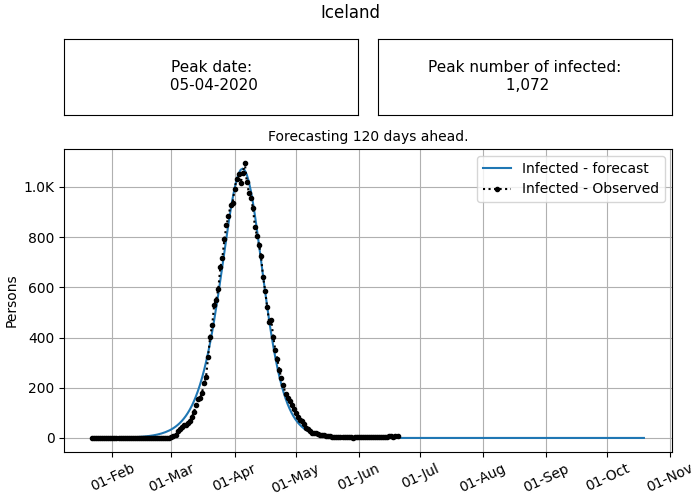 Iceland
Peak date:
05-04-2020
Peak number of infected:
1,072
Forecasting 120 days ahead.
Infected - forecast
Infected - Observed
1.0K
800
600
400
200
0
Persons
01-Feb
01-Mar
01-Apr
01-May
01-Jun
01-Jul
01-Aug
01-Sep
01-Oct
01-Nov